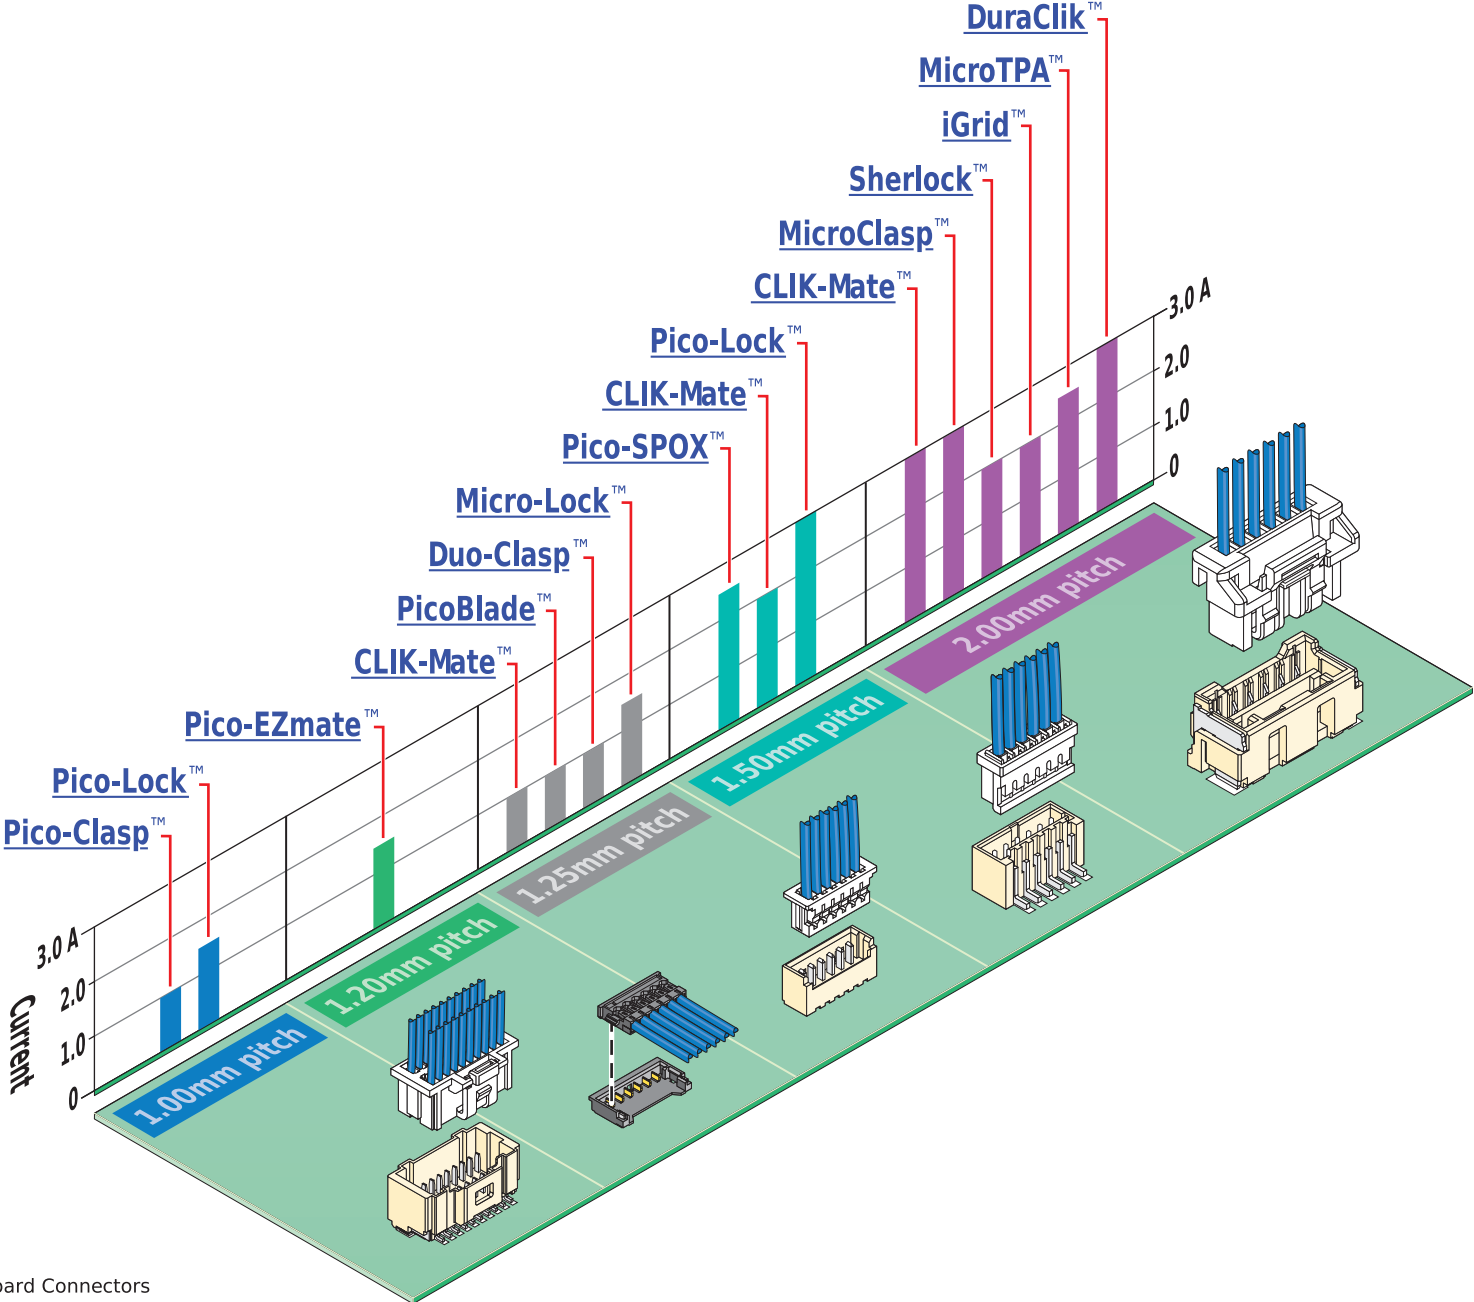 DuraClik™
MicroTPA™
iGrid™
Sherlock™
MicroClasp™
CLIK-Mate™
Pico-Lock™
CLIK-Mate™
Pico-SPOX™
Micro-Lock™
Duo-Clasp™
PicoBlade™
CLIK-Mate™
Pico-EZmate™
Pico-Lock™
Pico-Clasp™
3.0 A
2.0
1.0
0
3.0 A
2.0
1.0
0
Current
2.00mm pitch
1.50mm pitch
1.25mm pitch
1.20mm pitch
1.00mm pitch
Connectors